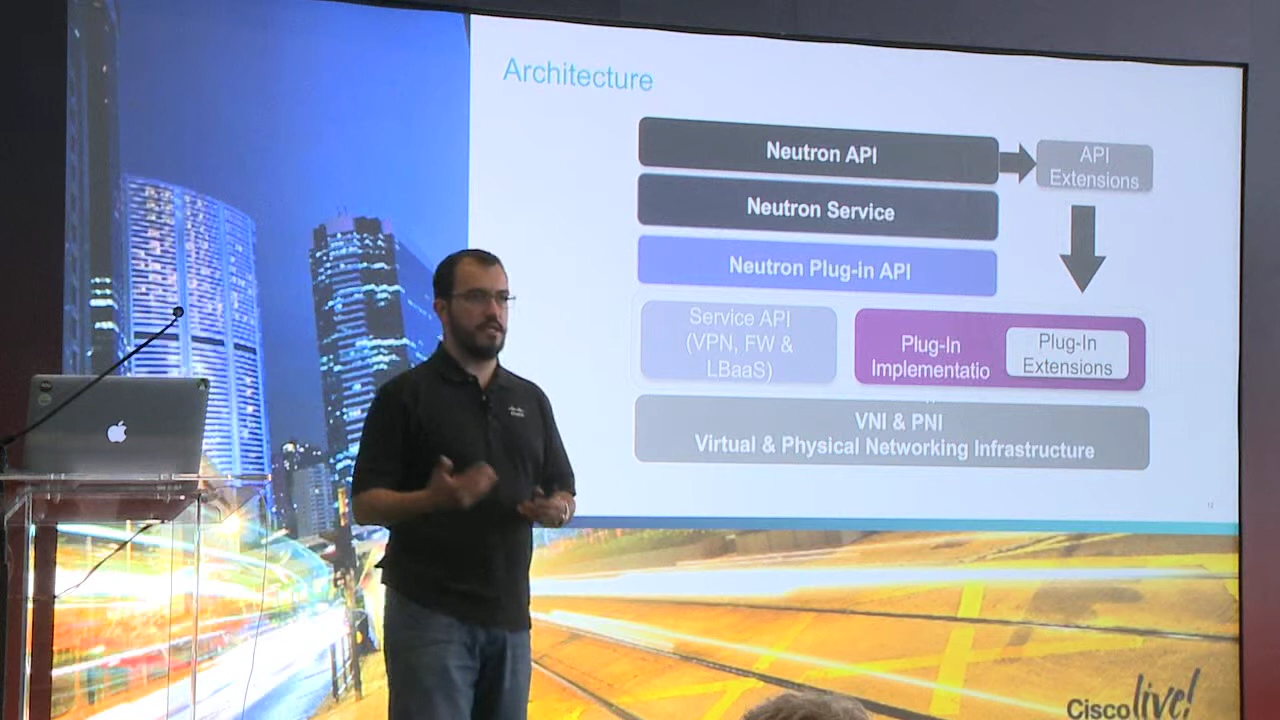 Architecture
Neutron API
API
Extensions
Neutron Service
Neutron Plug-in API
Service API
(VPN, FW &
LBaaS)
Plug-In
Implementatio
Plug-In
Extensions
VNI & PNI
Virtual & Physical Networking Infrastructure
Cisco live!